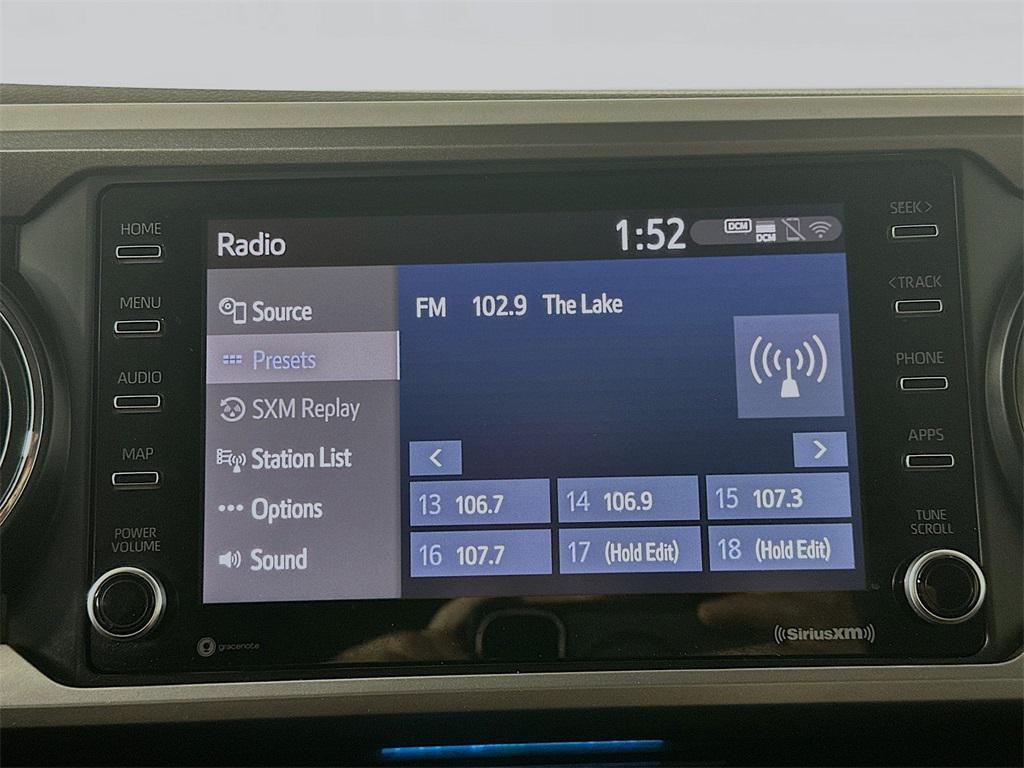 HOME
MENU
AUDIO
MAP
POWER
VOLUME
Radio
1:52
DCM
DCM
Source
Presets
SXM Replay
Station List
Options
Sound
FM 102.9 The Lake
< >
13 106.7 14 106.9 15 107.3
16 107.7 17 (Hold Edit) 18 (Hold Edit)
SEEK >
< TRACK
PHONE
APPS
TUNE
SCROLL
gracenote
((SiriusXM))